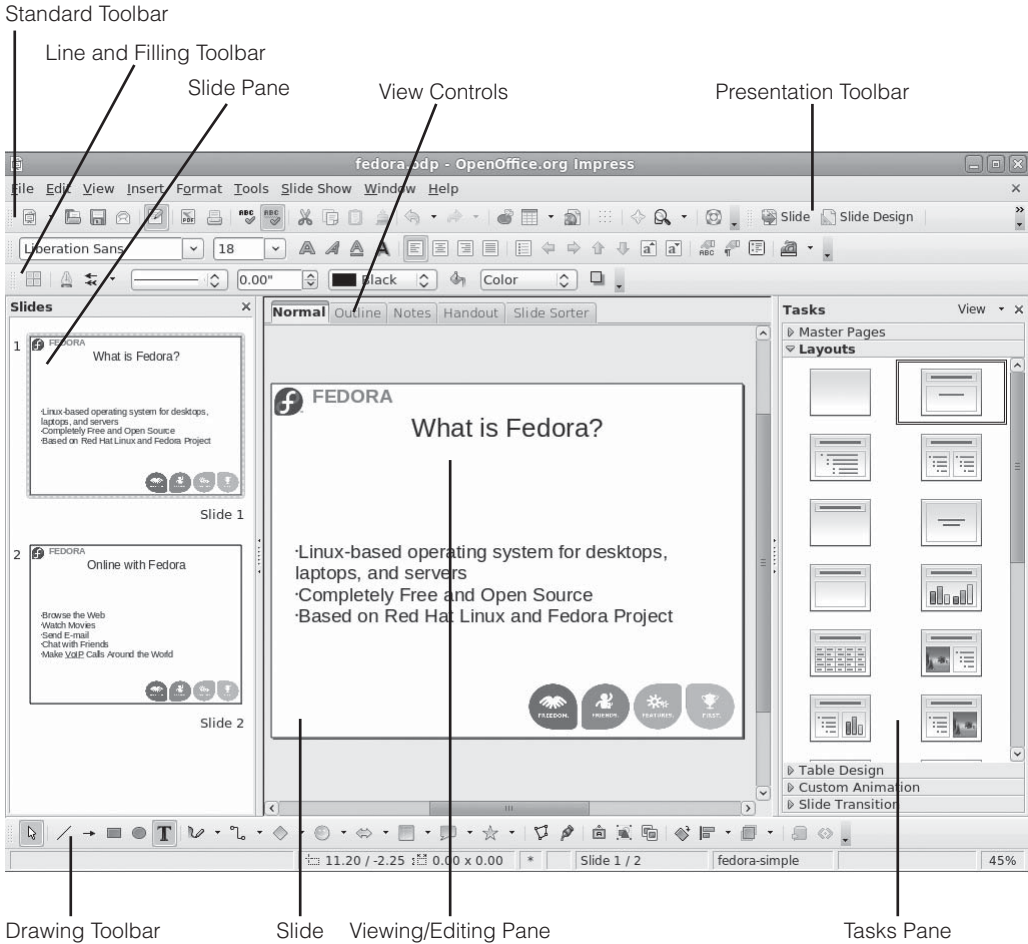 Standard Toolbar
Line and Filling Toolbar
Slide Pane
View Controls
Presentation Toolbar
fedora.odp - OpenOffice.org Impress
File Edit View Insert Format Tools Slide Show Window Help
Slide Slide Design
Liberation Sans 18
0.00" Black Color
Slides
Normal Outline Notes Handout Slide Sorter
Tasks View
Master Pages
Layouts
1
FEDORA
What is Fedora?
·Linux-based operating system for desktops,
laptops, and servers
·Completely Free and Open Source
·Based on Red Hat Linux and Fedora Project
Slide 1
2
FEDORA
Online with Fedora
·Browse the Web
·Watch Movies
·Send E-mail
·Chat with Friends
·Make VoIP Calls Around the World
Slide 2
FEDORA
What is Fedora?
·Linux-based operating system for desktops,
laptops, and servers
·Completely Free and Open Source
·Based on Red Hat Linux and Fedora Project
FREEDOM. FRIENDS. FEATURES. FIRST.
Table Design
Custom Animation
Slide Transition
11.20 / -2.25 0.00 x 0.00 * Slide 1 / 2 fedora-simple 45%
Drawing Toolbar
Slide
Viewing/Editing Pane
Tasks Pane